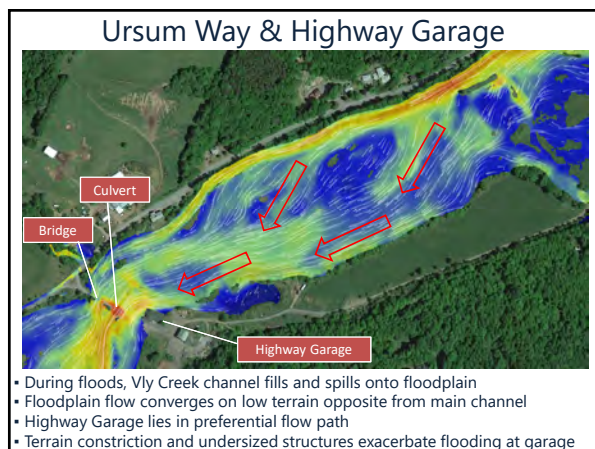 Ursum Way & Highway Garage
Culvert
Bridge
Highway Garage
▪ During floods, Vly Creek channel fills and spills onto floodplain
▪ Floodplain flow converges on low terrain opposite from main channel
▪ Highway Garage lies in preferential flow path
▪ Terrain constriction and undersized structures exacerbate flooding at garage